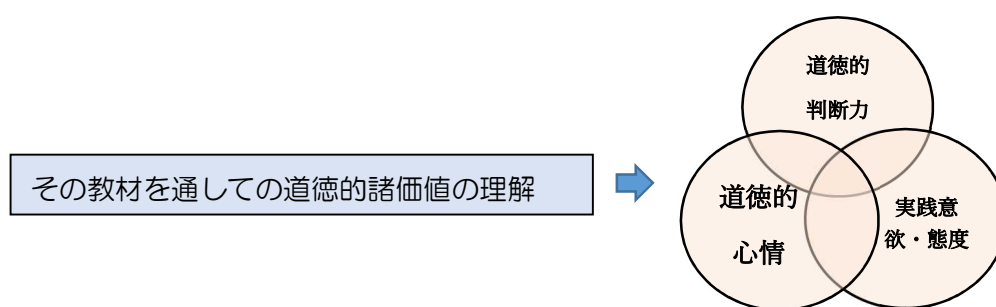 道徳的
判断力
その教材を通しての道徳的諸価値の理解
道徳的
心情
実践意
欲・態度